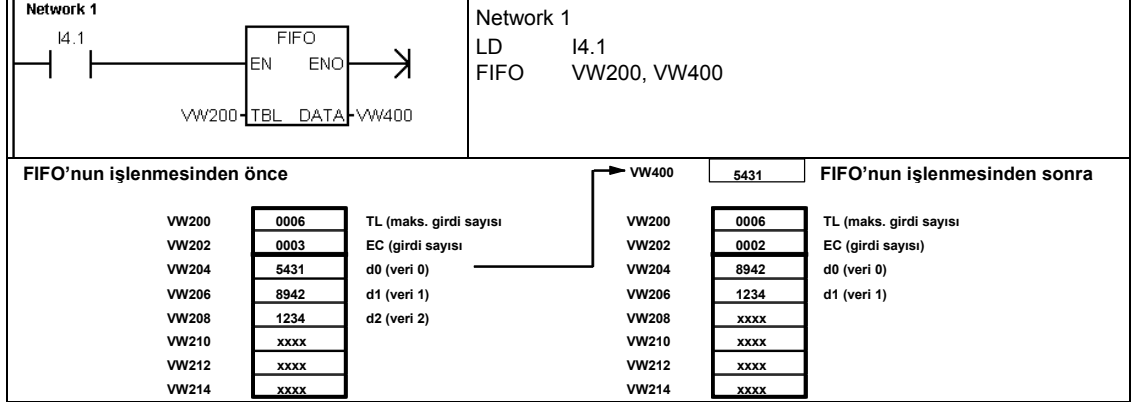 Network 1
I4.1
FIFO
EN ENO
VW200 TBL DATA VW400
Network 1
LD I4.1
FIFO VW200, VW400
FIFO’nun işlenmesinden önce
VW400 5431 FIFO’nun işlenmesinden sonra
VW200 0006 TL (maks. girdi sayısı
VW202 0003 EC (girdi sayısı
VW204 5431 d0 (veri 0)
VW206 8942 d1 (veri 1)
VW208 1234 d2 (veri 2)
VW210 xxxx
VW212 xxxx
VW214 xxxx
VW200 0006 TL (maks. girdi sayısı
VW202 0002 EC (girdi sayısı)
VW204 8942 d0 (veri 0)
VW206 1234 d1 (veri 1)
VW208 xxxx
VW210 xxxx
VW212 xxxx
VW214 xxxx